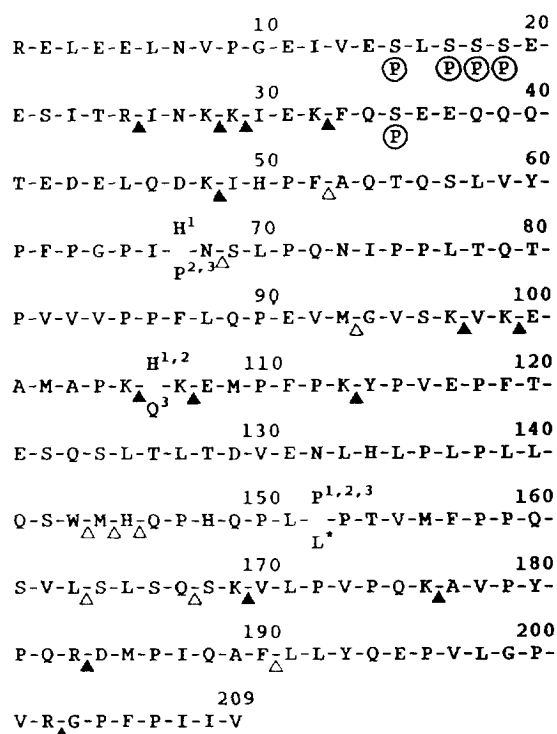 10 20
R-E-L-E-E-L-N-V-P-G-E-I-V-E-S-L-S-S-S-E-
P P P P
30 40
E-S-I-T-R-I-N-K-K-I-E-K-F-Q-S-E-E-Q-Q-Q-
P
50 60
T-E-D-E-L-Q-D-K-I-H-P-F-A-Q-T-Q-S-L-V-Y-
H1 70 80
P-F-P-G-P-I- -N-S-L-P-Q-N-I-P-P-L-T-Q-T-
P2,3
90 100
P-V-V-V-P-P-F-L-Q-P-E-V-M-G-V-S-K-V-K-E-
H1,2 110 120
A-M-A-P-K- -K-E-M-P-F-P-K-Y-P-V-E-P-F-T-
Q3
130 140
E-S-Q-S-L-T-L-T-D-V-E-N-L-H-L-P-L-P-L-L-
150 P1,2,3 160
Q-S-W-M-H-Q-P-H-Q-P-L- -P-T-V-M-F-P-P-Q-
L*
170 180
S-V-L-S-L-S-Q-S-K-V-L-P-V-P-Q-K-A-V-P-Y-
190 200
P-Q-R-D-M-P-I-Q-A-F-L-L-Y-Q-E-P-V-L-G-P-
209
V-R-G-P-F-P-I-I-V